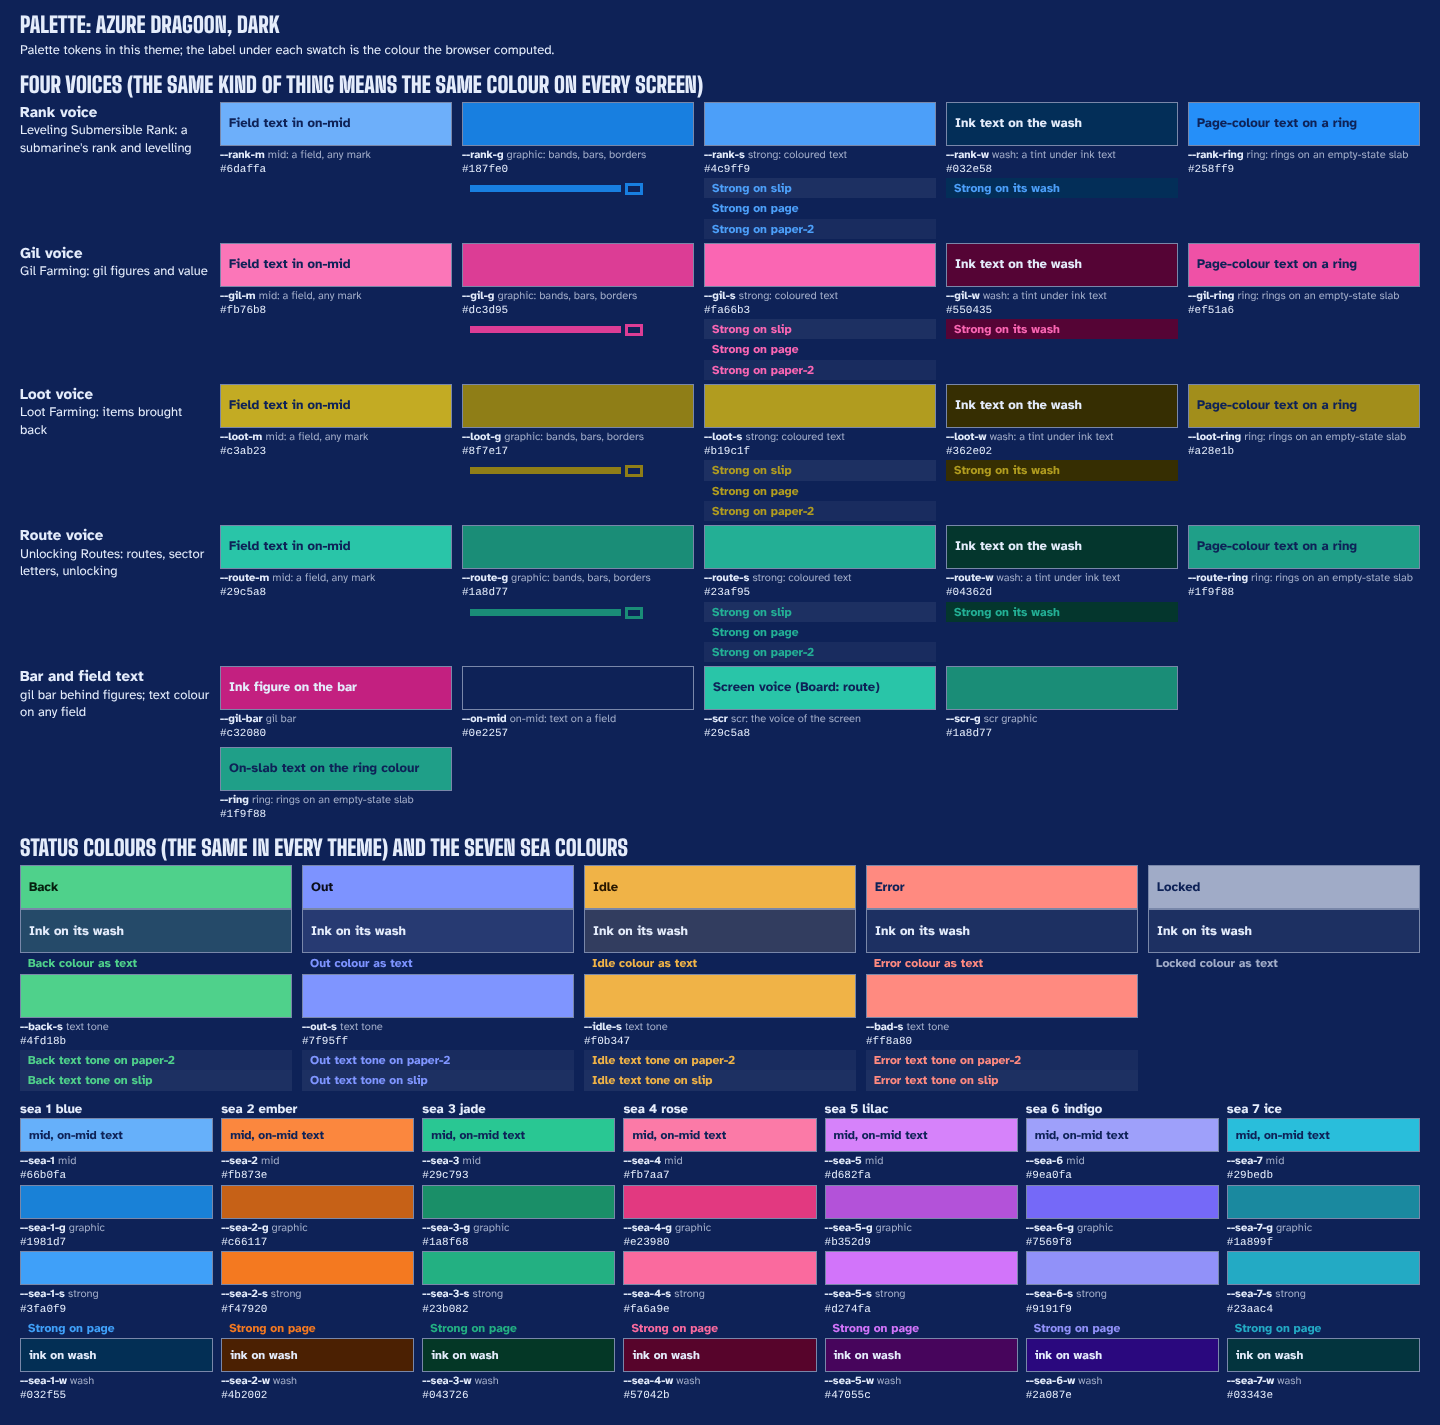 PALETTE: AZURE DRAGOON, DARK
Palette tokens in this theme; the label under each swatch is the colour the browser computed.
FOUR VOICES (THE SAME KIND OF THING MEANS THE SAME COLOUR ON EVERY SCREEN)
Rank voice
Leveling Submersible Rank: a
submarine's rank and levelling
Field text in on-mid
--rank-m mid: a field, any mark
#6daffa
--rank-g graphic: bands, bars, borders
#187fe0
--rank-s strong: coloured text
#4c9ff9
Strong on slip
Strong on page
Strong on paper-2
Ink text on the wash
--rank-w wash: a tint under ink text
#032e58
Strong on its wash
Page-colour text on a ring
--rank-ring ring: rings on an empty-state slab
#258ff9
Gil voice
Gil Farming: gil figures and value
Field text in on-mid
--gil-m mid: a field, any mark
#fb76b8
--gil-g graphic: bands, bars, borders
#dc3d95
--gil-s strong: coloured text
#fa66b3
Strong on slip
Strong on page
Strong on paper-2
Ink text on the wash
--gil-w wash: a tint under ink text
#550435
Strong on its wash
Page-colour text on a ring
--gil-ring ring: rings on an empty-state slab
#ef51a6
Loot voice
Loot Farming: items brought
back
Field text in on-mid
--loot-m mid: a field, any mark
#c3ab23
--loot-g graphic: bands, bars, borders
#8f7e17
--loot-s strong: coloured text
#b19c1f
Strong on slip
Strong on page
Strong on paper-2
Ink text on the wash
--loot-w wash: a tint under ink text
#362e02
Strong on its wash
Page-colour text on a ring
--loot-ring ring: rings on an empty-state slab
#a28e1b
Route voice
Unlocking Routes: routes, sector
letters, unlocking
Field text in on-mid
--route-m mid: a field, any mark
#29c5a8
--route-g graphic: bands, bars, borders
#1a8d77
--route-s strong: coloured text
#23af95
Strong on slip
Strong on page
Strong on paper-2
Ink text on the wash
--route-w wash: a tint under ink text
#04362d
Strong on its wash
Page-colour text on a ring
--route-ring ring: rings on an empty-state slab
#1f9f88
Bar and field text
gil bar behind figures; text colour
on any field
Ink figure on the bar
--gil-bar gil bar
#c32080
--on-mid on-mid: text on a field
#0e2257
Screen voice (Board: route)
--scr scr: the voice of the screen
#29c5a8
--scr-g scr graphic
#1a8d77
On-slab text on the ring colour
--ring ring: rings on an empty-state slab
#1f9f88
STATUS COLOURS (THE SAME IN EVERY THEME) AND THE SEVEN SEA COLOURS
Back
Out
Idle
Error
Locked
Ink on its wash
Ink on its wash
Ink on its wash
Ink on its wash
Ink on its wash
Back colour as text
Out colour as text
Idle colour as text
Error colour as text
Locked colour as text
--back-s text tone
#4fd18b
--out-s text tone
#7f95ff
--idle-s text tone
#f0b347
--bad-s text tone
#ff8a80
Back text tone on paper-2
Out text tone on paper-2
Idle text tone on paper-2
Error text tone on paper-2
Back text tone on slip
Out text tone on slip
Idle text tone on slip
Error text tone on slip
sea 1 blue
mid, on-mid text
--sea-1 mid
#66b0fa
--sea-1-g graphic
#1981d7
--sea-1-s strong
#3fa0f9
Strong on page
ink on wash
--sea-1-w wash
#032f55
sea 2 ember
mid, on-mid text
--sea-2 mid
#fb873e
--sea-2-g graphic
#c66117
--sea-2-s strong
#f47920
Strong on page
ink on wash
--sea-2-w wash
#4b2002
sea 3 jade
mid, on-mid text
--sea-3 mid
#29c793
--sea-3-g graphic
#1a8f68
--sea-3-s strong
#23b082
Strong on page
ink on wash
--sea-3-w wash
#043726
sea 4 rose
mid, on-mid text
--sea-4 mid
#fb7aa7
--sea-4-g graphic
#e23980
--sea-4-s strong
#fa6a9e
Strong on page
ink on wash
--sea-4-w wash
#57042b
sea 5 lilac
mid, on-mid text
--sea-5 mid
#d682fa
--sea-5-g graphic
#b352d9
--sea-5-s strong
#d274fa
Strong on page
ink on wash
--sea-5-w wash
#47055c
sea 6 indigo
mid, on-mid text
--sea-6 mid
#9ea0fa
--sea-6-g graphic
#7569f8
--sea-6-s strong
#9191f9
Strong on page
ink on wash
--sea-6-w wash
#2a087e
sea 7 ice
mid, on-mid text
--sea-7 mid
#29bedb
--sea-7-g graphic
#1a899f
--sea-7-s strong
#23aac4
Strong on page
ink on wash
--sea-7-w wash
#03343e